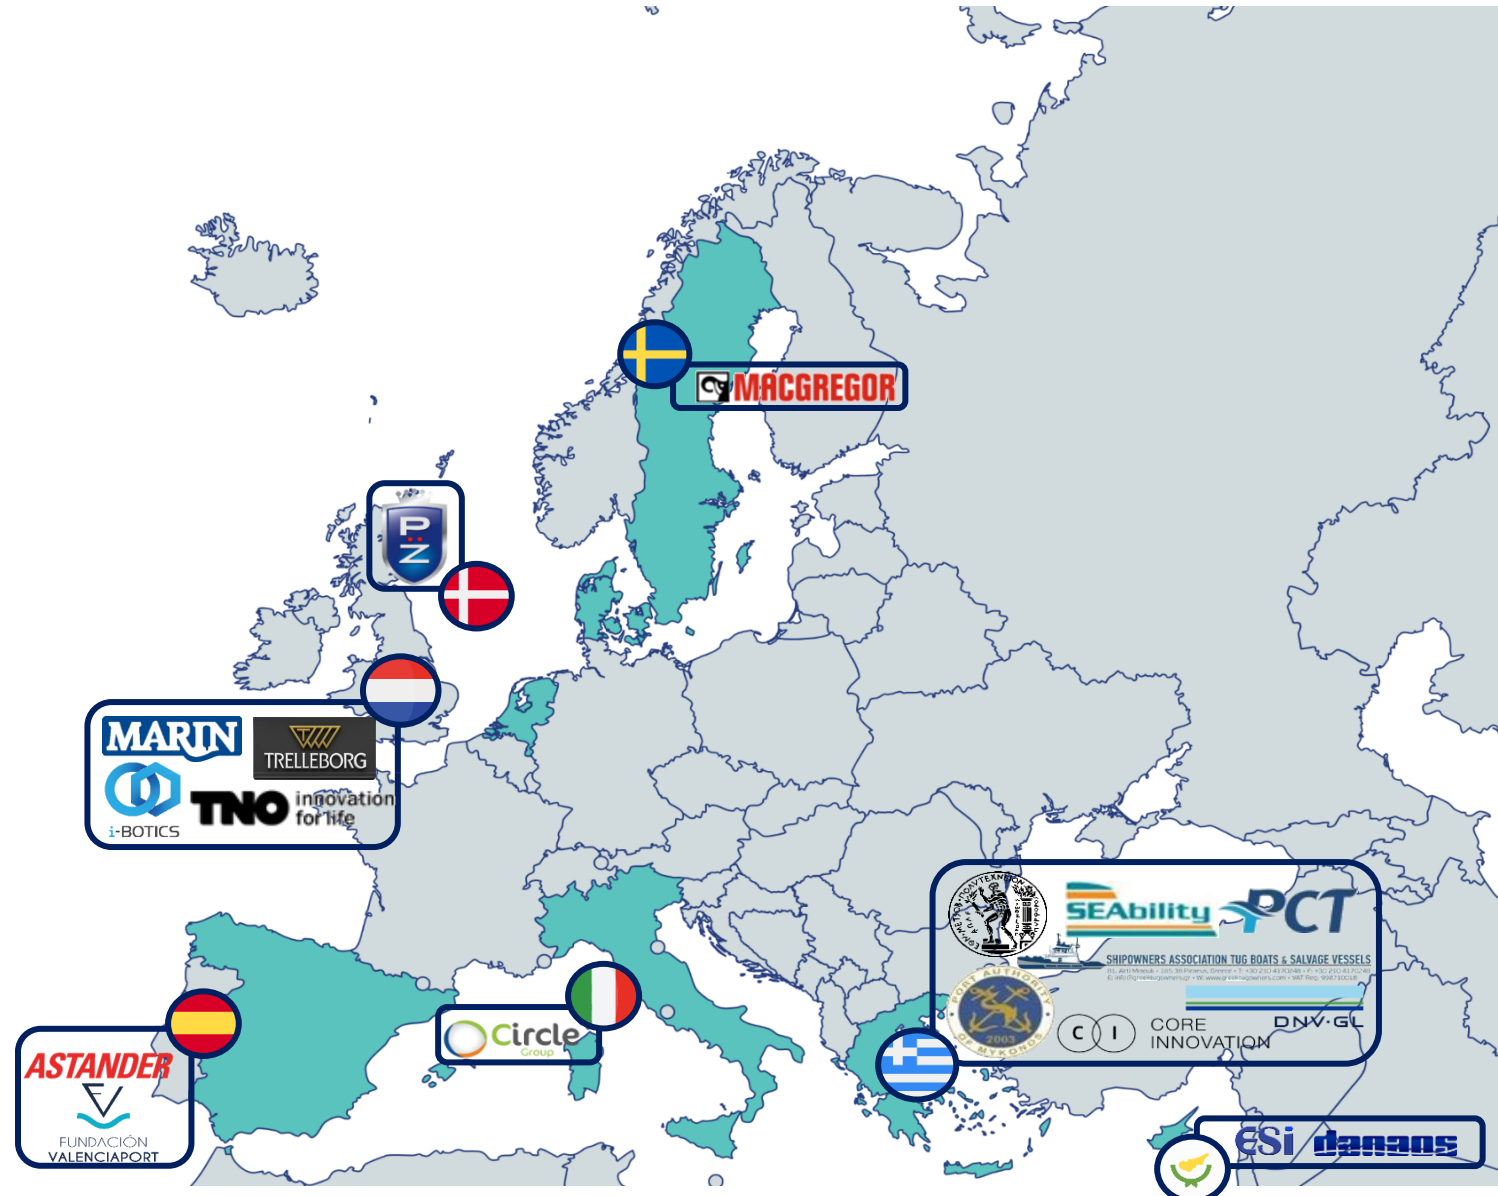 MACGREGOR
P
Z
MARIN
TRELLEBORG
i-BOTICS
TNO innovation
for life
ASTANDER
FV
FUNDACIÓN
VALENCIAPORT
Circle
Group
SEAbility
PCT
SHIPOWNERS ASSOCIATION TUG BOATS & SALVAGE VESSELS
PORT AUTHORITY
OF MYKONOS
2003
DNV·GL
C I
CORE
INNOVATION
ESi danaos